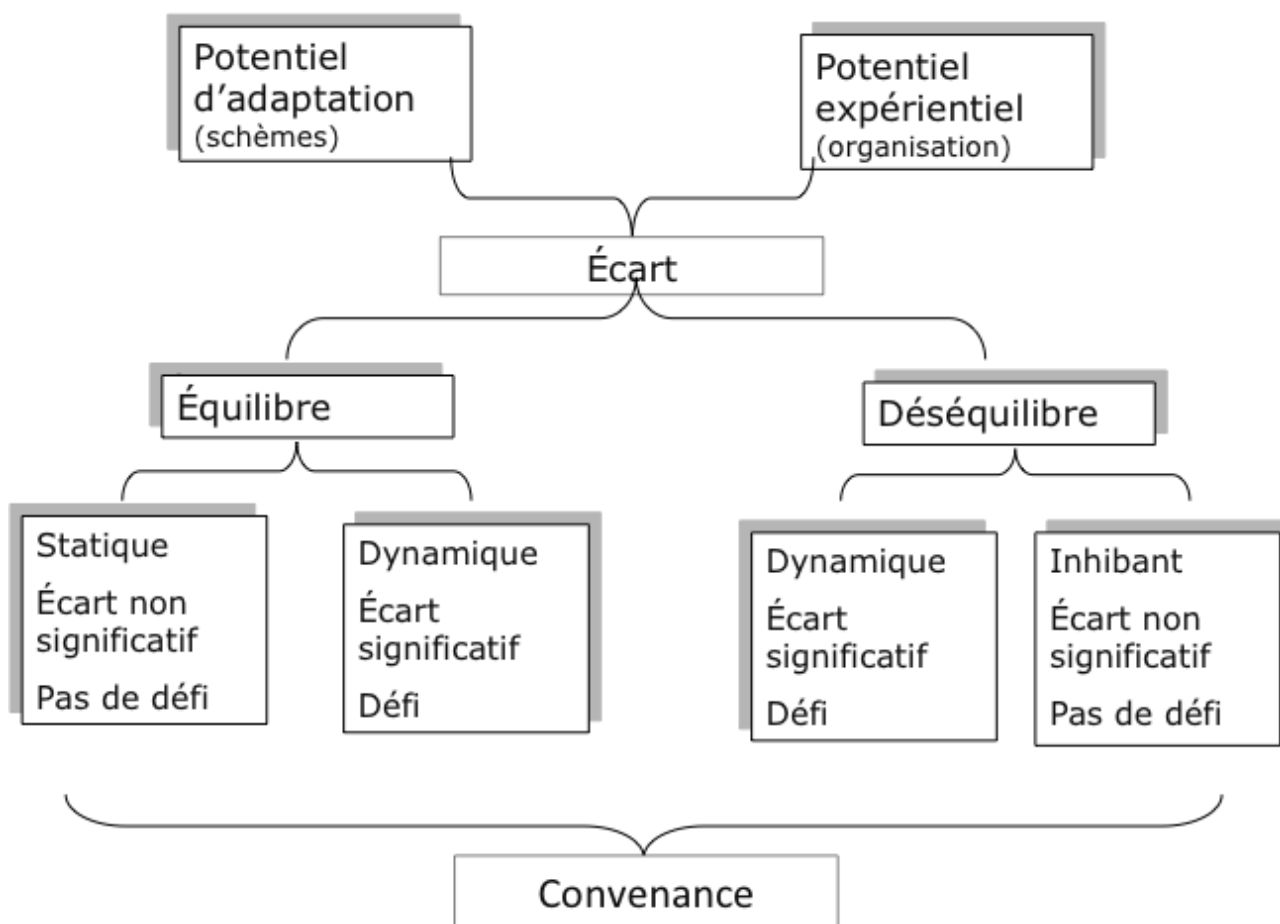 Potentiel
d'adaptation
(schèmes)
Potentiel
expérientiel
(organisation)
Écart
Équilibre
Déséquilibre
Statique
Écart non
significatif
Pas de défi
Dynamique
Écart
significatif
Défi
Dynamique
Écart
significatif
Défi
Inhibant
Écart non
significatif
Pas de défi
Convenance